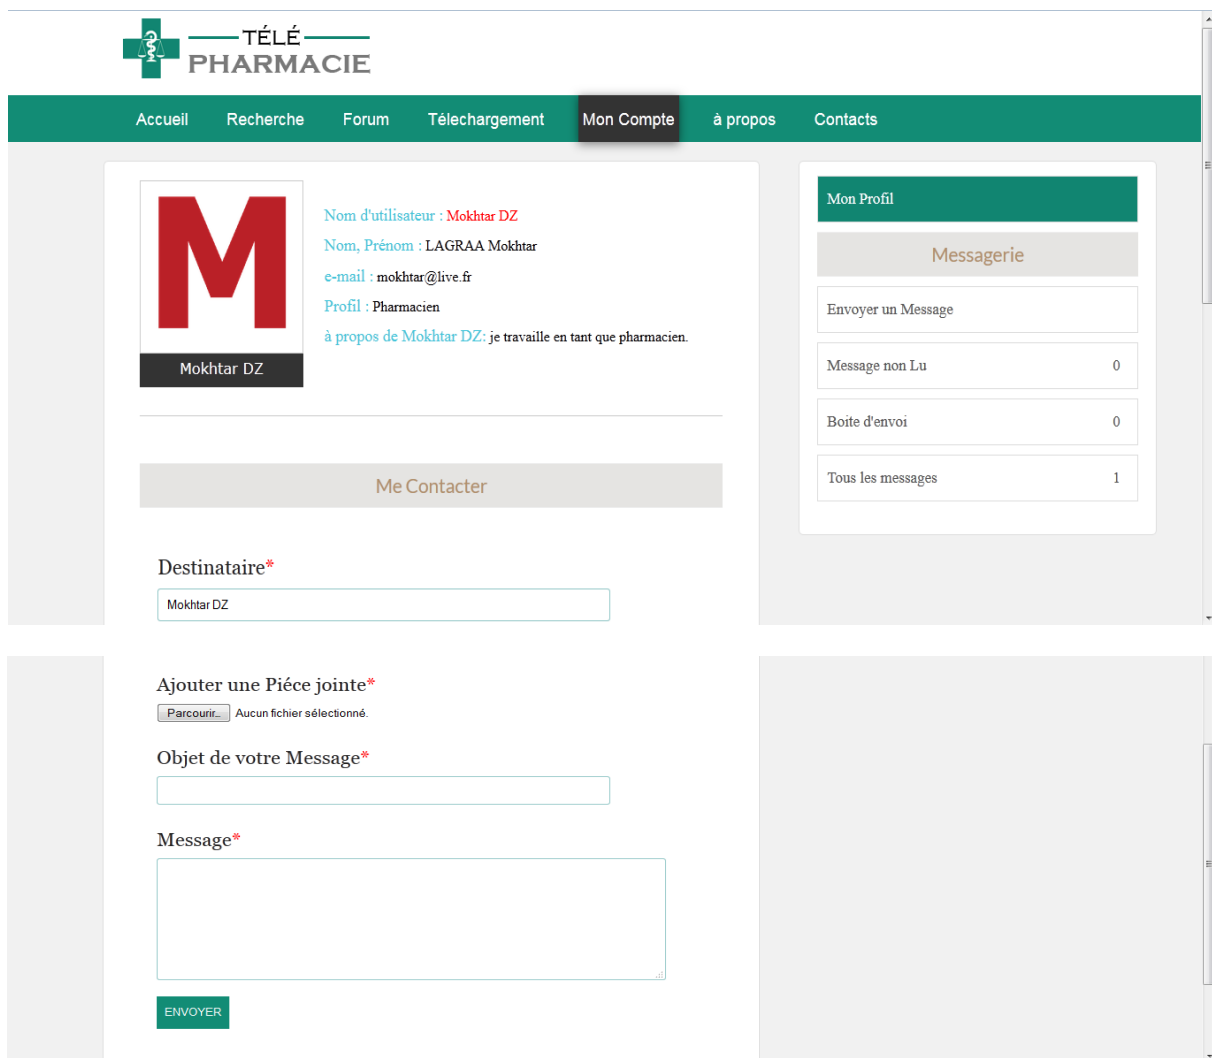 TÉLÉ
PHARMACIE
Accueil Recherche Forum Télechargement Mon Compte à propos Contacts
M
Mokhtar DZ
Nom d'utilisateur : Mokhtar DZ
Nom, Prénom : LAGRAA Mokhtar
e-mail : mokhtar@live.fr
Profil : Pharmacien
à propos de Mokhtar DZ: je travaille en tant que pharmacien.
Mon Profil
Messagerie
Envoyer un Message
Message non Lu 0
Boite d'envoi 0
Tous les messages 1
Me Contacter
Destinataire*
Mokhtar DZ
Ajouter une Piéce jointe*
Parcourir... Aucun fichier sélectionné.
Objet de votre Message*
Message*
ENVOYER